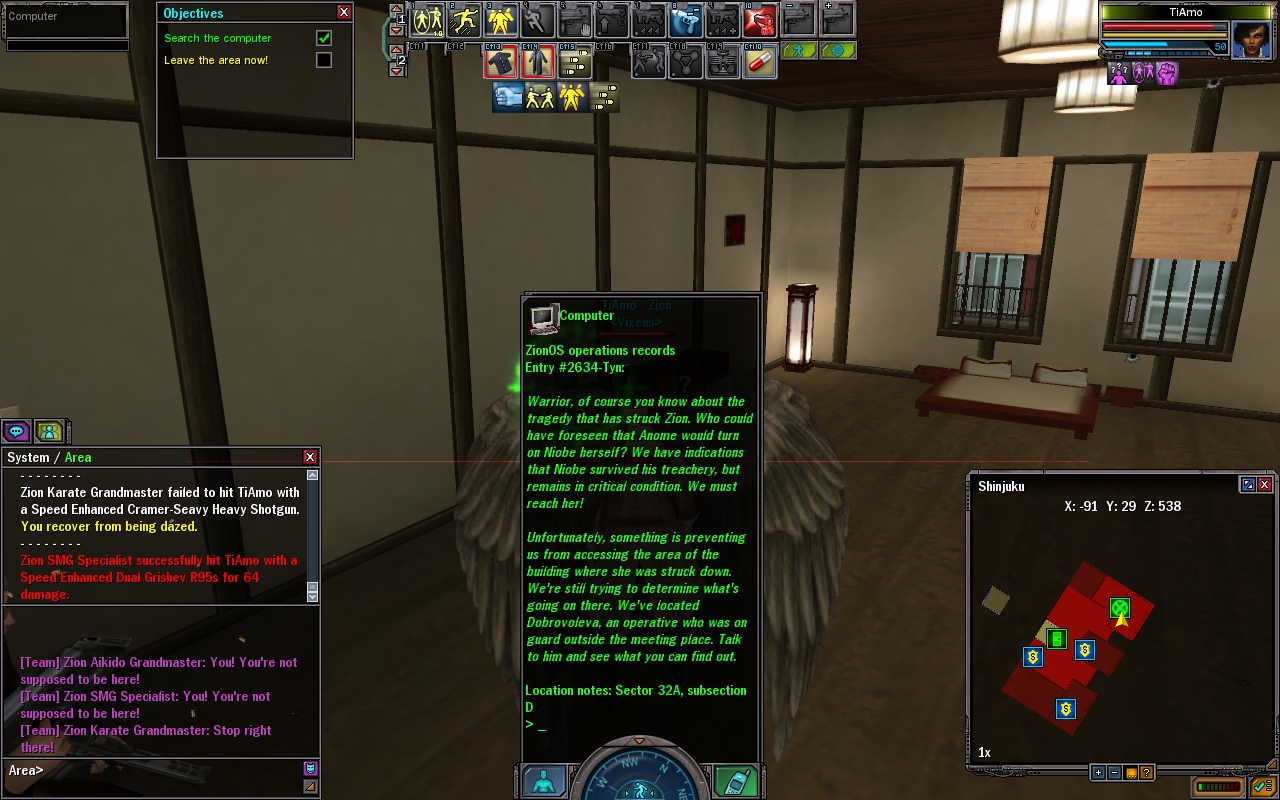 Computer
Objectives
Search the computer
Leave the area now!
1
2
TiAmo
50
TiAmo - Zion
<Vixens>
Computer
ZionOS operations records
Entry #2634-Tyn:
Warrior, of course you know about the
tragedy that has struck Zion. Who could
have foreseen that Anome would turn
on Niobe herself? We have indications
that Niobe survived his treachery, but
remains in critical condition. We must
reach her!
Unfortunately, something is preventing
us from accessing the area of the
building where she was struck down.
We're still trying to determine what's
going on there. We've located
Dobrovoleva, an operative who was on
guard outside the meeting place. Talk
to him and see what you can find out.
Location notes: Sector 32A, subsection
D
> _
System / Area
- - - - - - - -
Zion Karate Grandmaster failed to hit TiAmo with
a Speed Enhanced Cramer-Seavy Heavy Shotgun.
You recover from being dazed.
- - - - - - - -
Zion SMG Specialist successfully hit TiAmo with a
Speed Enhanced Dual Grishev R95s for 64
damage.
[Team] Zion Aikido Grandmaster: You! You're not
supposed to be here!
[Team] Zion SMG Specialist: You! You're not
supposed to be here!
[Team] Zion Karate Grandmaster: Stop right
there!
Area>
Shinjuku
X: -91 Y: 29 Z: 538
1x
W NW N NE